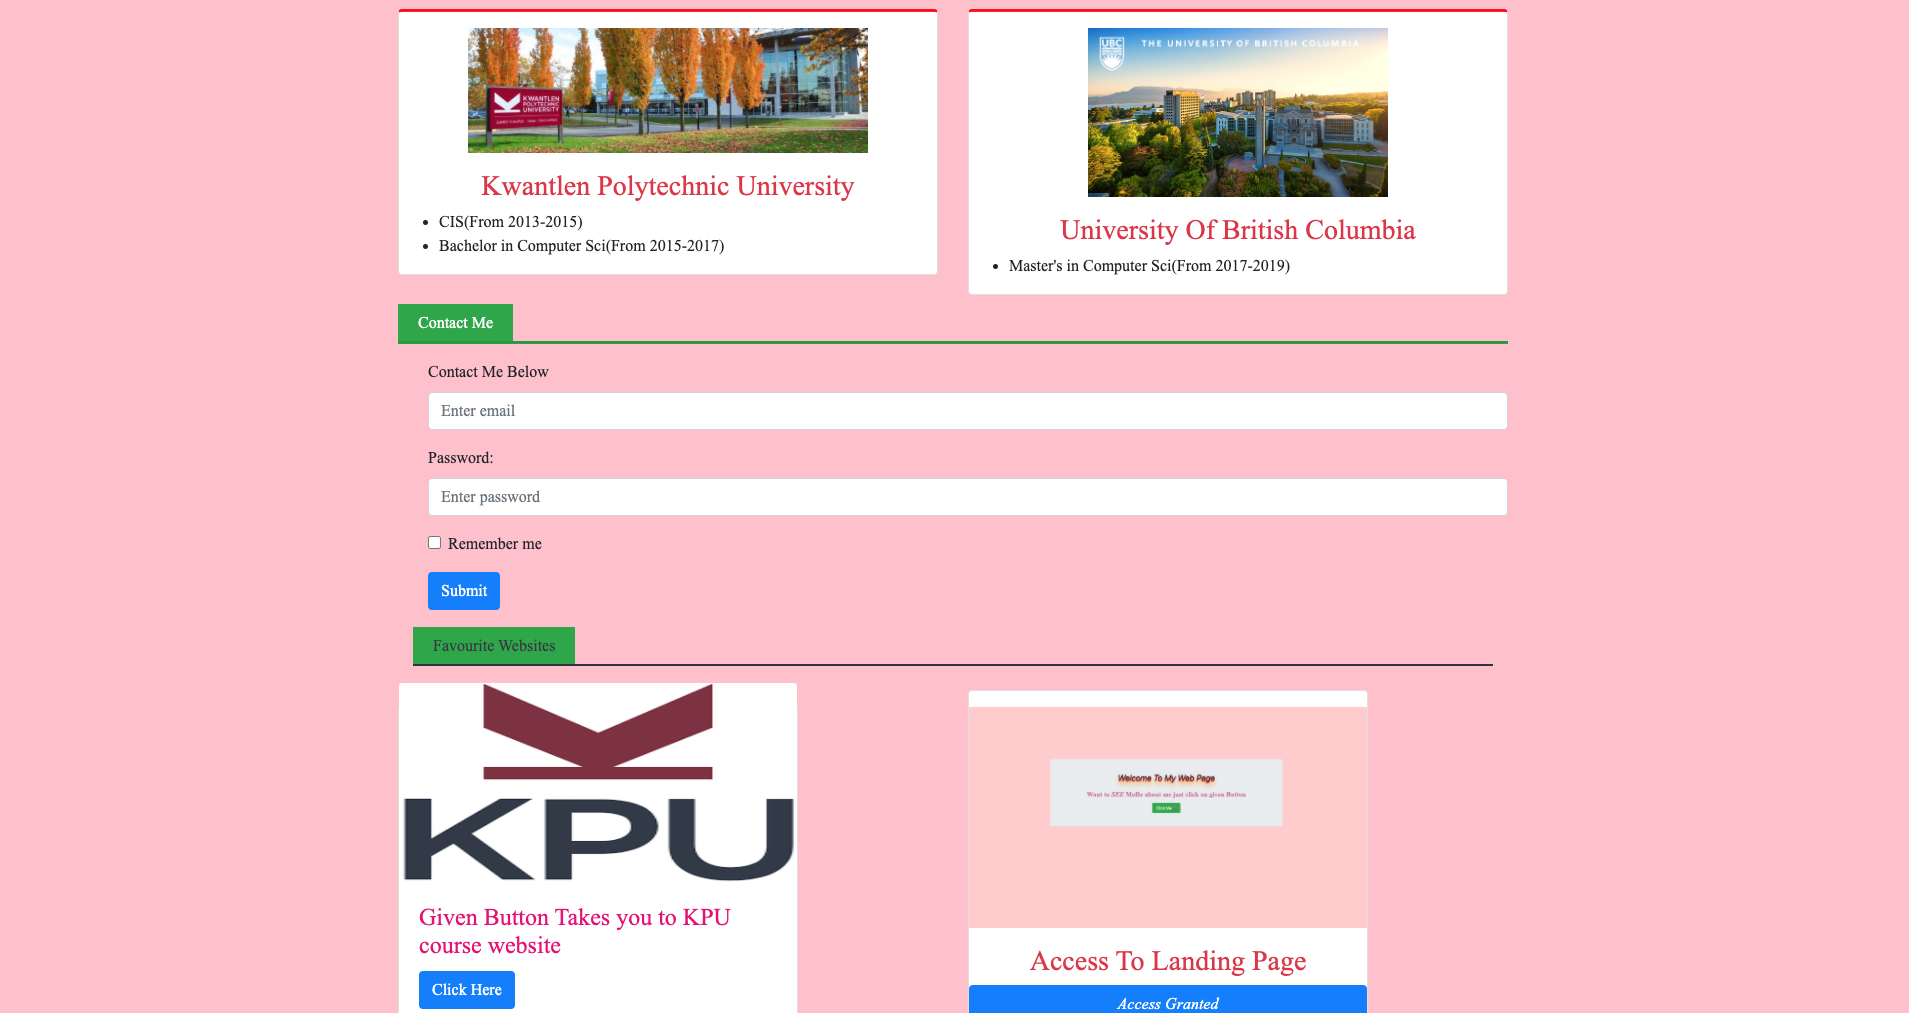 KWANTLEN
POLYTECHNIC
UNIVERSITY
Kwantlen Polytechnic University
CIS(From 2013-2015)
Bachelor in Computer Sci(From 2015-2017)
UBC
THE UNIVERSITY OF BRITISH COLUMBIA
University Of British Columbia
Master's in Computer Sci(From 2017-2019)
Contact Me
Contact Me Below
Enter email
Password:
Enter password
Remember me
Submit
Favourite Websites
KPU
Given Button Takes you to KPU
course website
Click Here
Welcome To My Web Page
Want to SEE MoRe about me just click on given Button
Click Me
Access To Landing Page
Access Granted